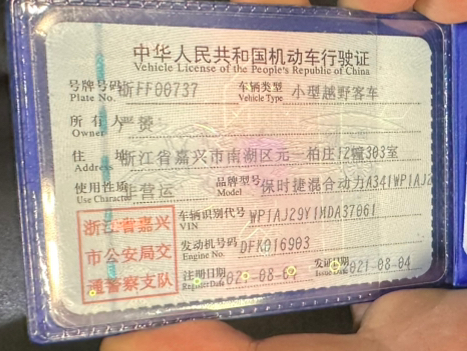 中华人民共和国机动车行驶证
Vehicle License of the People's Republic of China
号牌号码 浙FF00737 车辆类型 小型越野客车
Plate No. Vehicle Type
所有人 严赟
Owner
住址 浙江省嘉兴市南湖区元一柏庄12幢303室
Address
使用性质 非营运 品牌型号 保时捷混合动力
Use Character Model
浙江省嘉兴
市公安局交
通警察支队
车辆识别代号
VIN
发动机号码 DFK016903
Engine No.
注册日期 发证日期
Register Date Issue Date